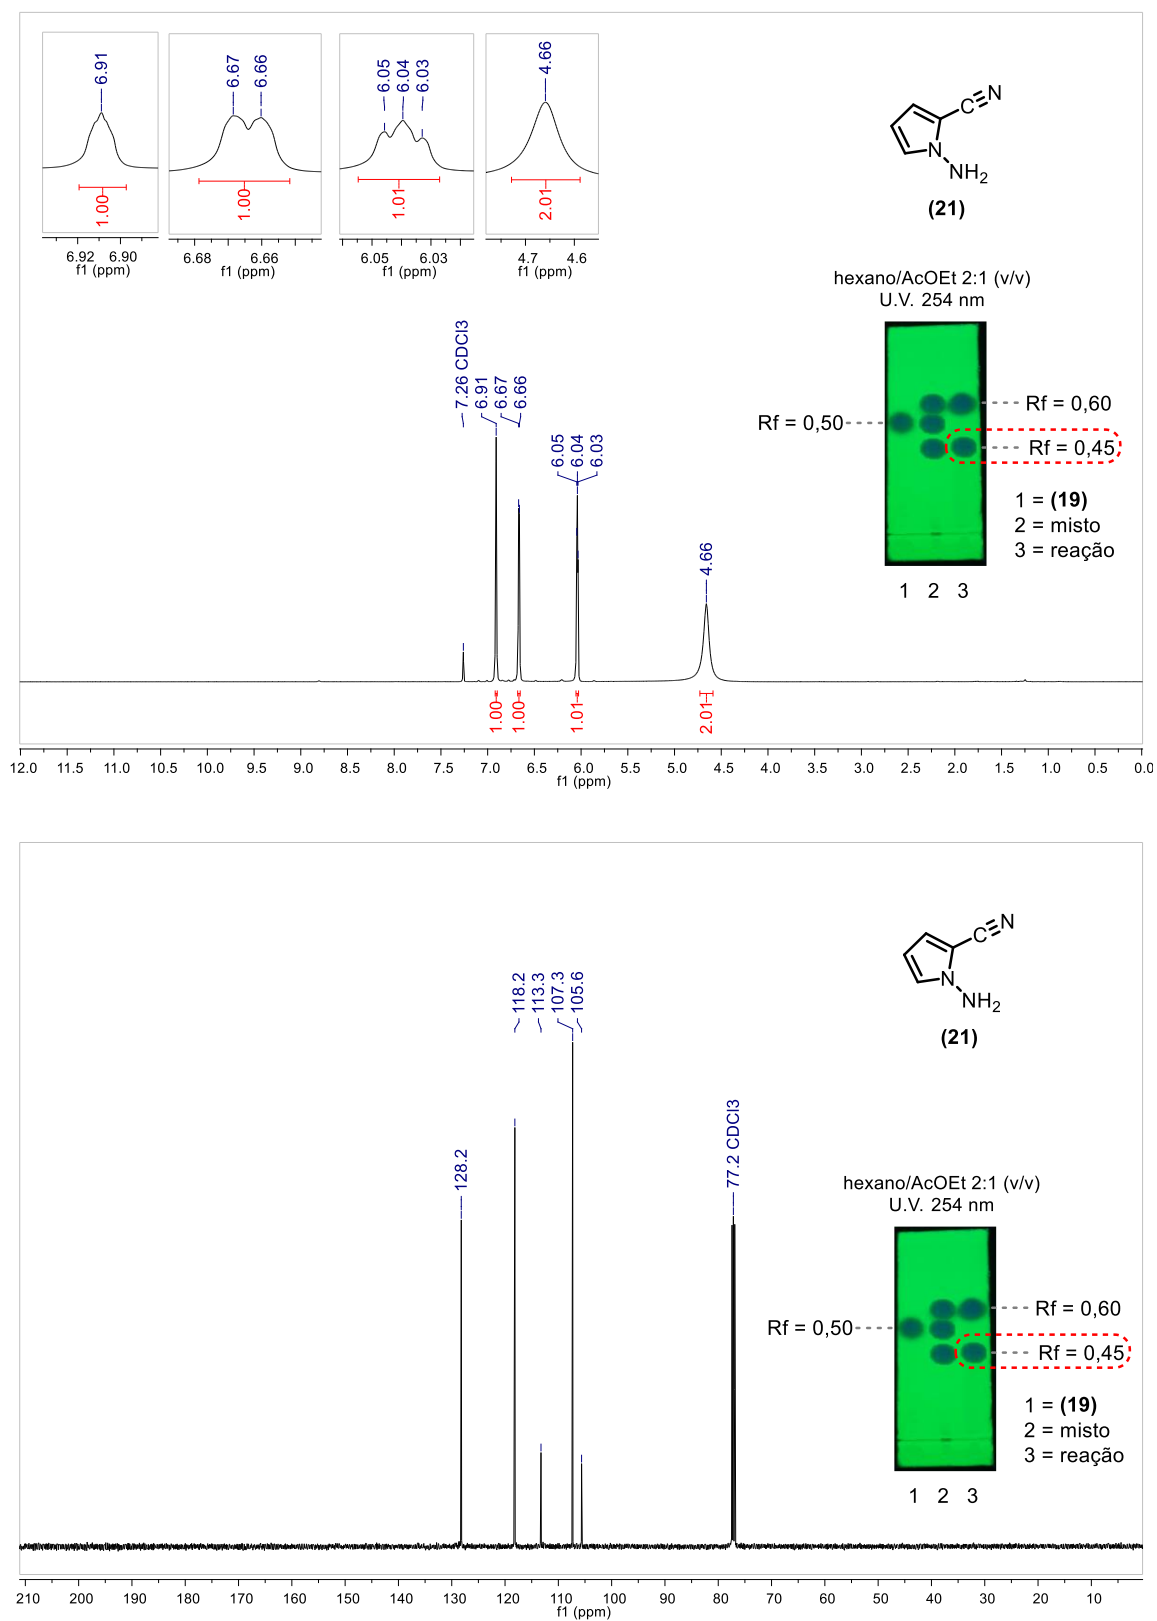 6.91
6.67
6.66
6.05
6.04
6.03
4.66
1.00
1.00
1.01
2.01
6.92 6.90
f1 (ppm)
6.68 6.66
f1 (ppm)
6.05 6.03
f1 (ppm)
4.7 4.6
f1 (ppm)
C≡N
N
NH2
(21)
hexano/AcOEt 2:1 (v/v)
U.V. 254 nm
Rf = 0,60
Rf = 0,50
Rf = 0,45
1 = (19)
2 = misto
3 = reação
1 2 3
7.26 CDCl3
6.91
6.67
6.66
6.05
6.04
6.03
4.66
1.00
1.00
1.01
2.01
12.0 11.5 11.0 10.5 10.0 9.5 9.0 8.5 8.0 7.5 7.0 6.5 6.0 5.5 5.0 4.5 4.0 3.5 3.0 2.5 2.0 1.5 1.0 0.5 0.0
f1 (ppm)
C≡N
N
NH2
(21)
128.2
118.2
113.3
107.3
105.6
77.2 CDCl3
hexano/AcOEt 2:1 (v/v)
U.V. 254 nm
Rf = 0,60
Rf = 0,50
Rf = 0,45
1 = (19)
2 = misto
3 = reação
1 2 3
210 200 190 180 170 160 150 140 130 120 110 100 90 80 70 60 50 40 30 20 10
f1 (ppm)